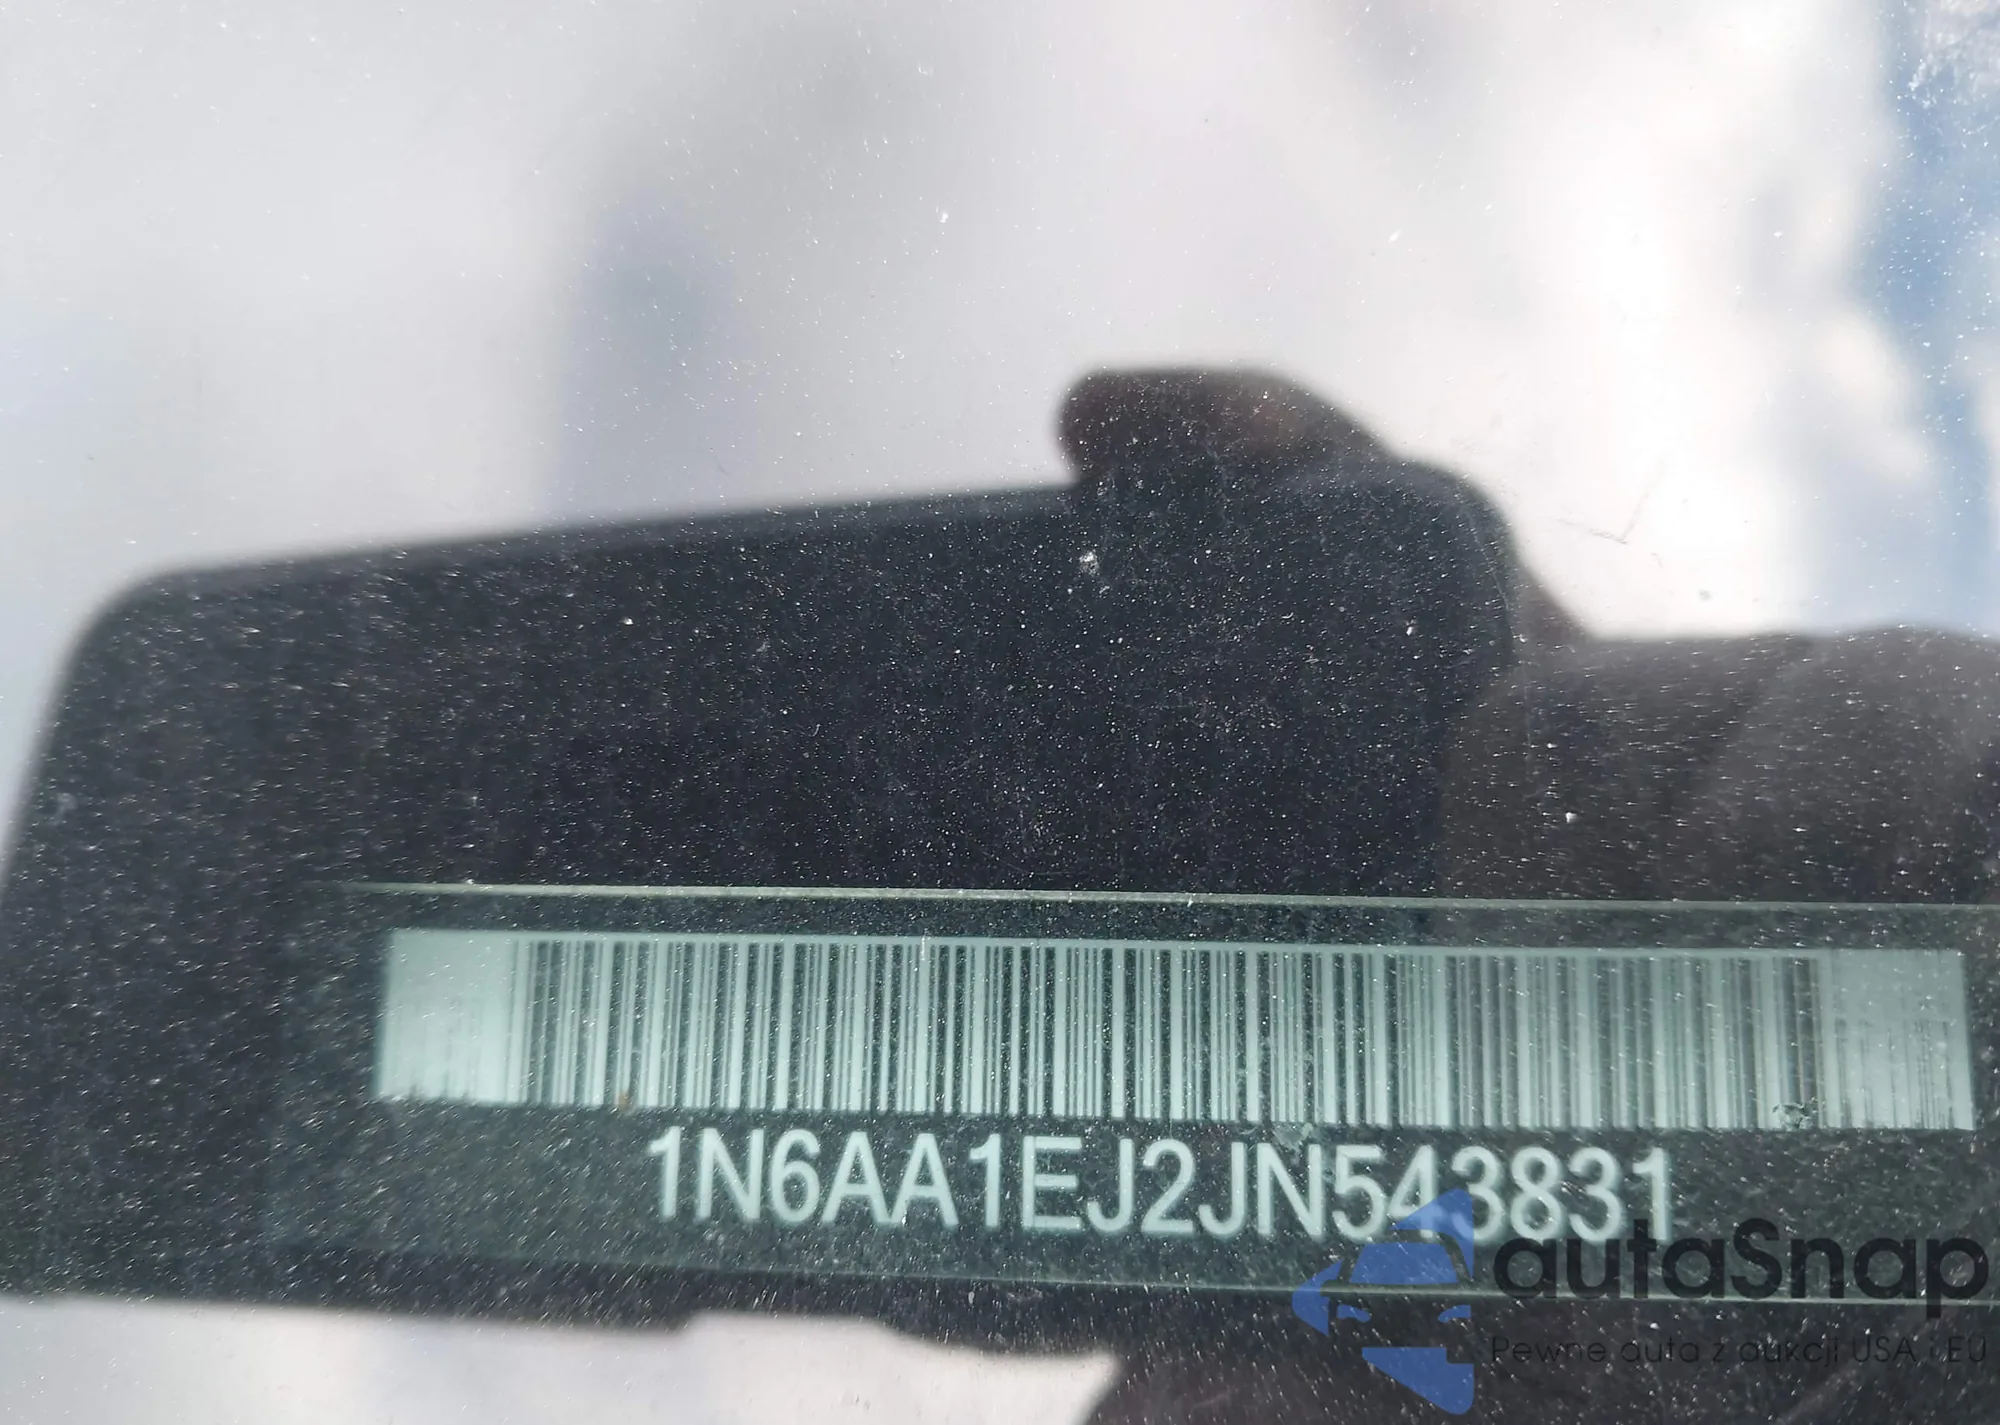 1N6AA1EJ2JN543831
autaSnap
Pewne auta z aukcji USA i EU